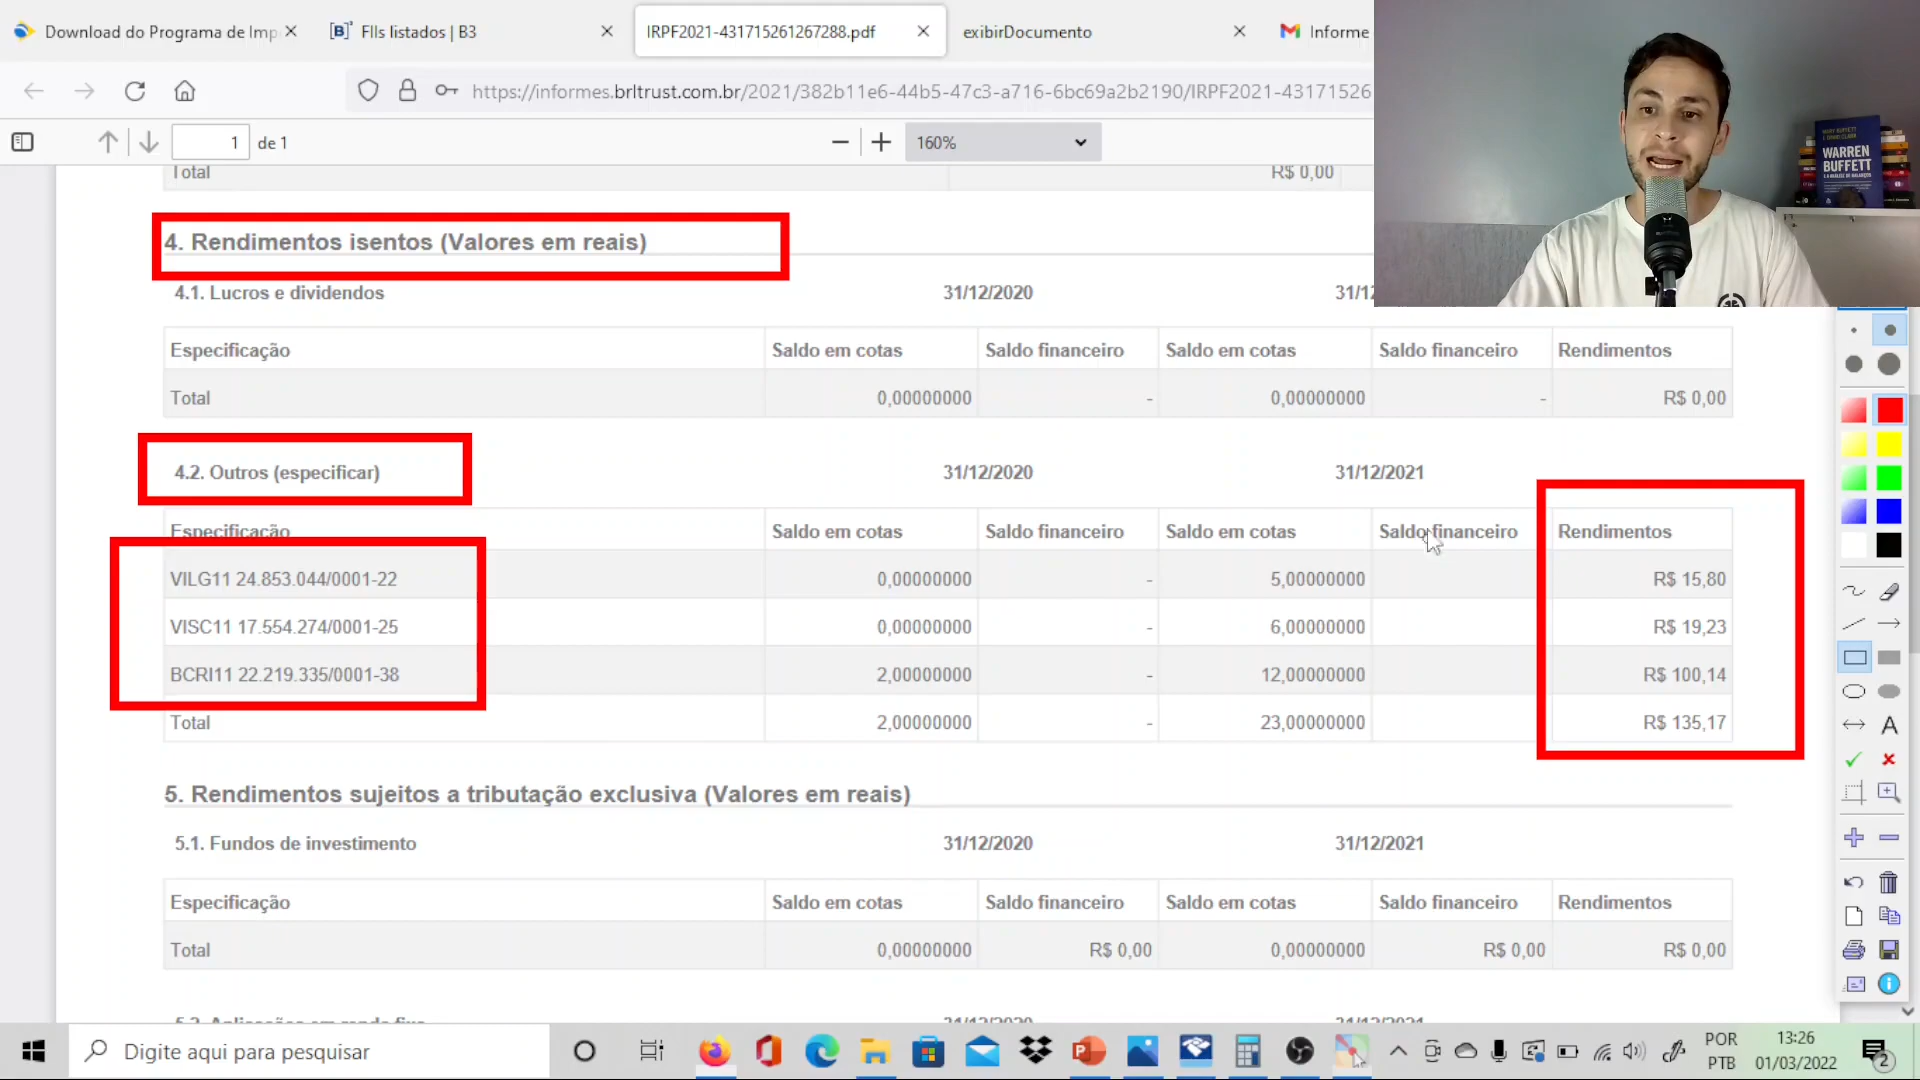 Download do Programa de Imp
FIIs listados | B3
IRPF2021-431715261267288.pdf
exibirDocumento
Informe
https://informes.brltrust.com.br/2021/382b11e6-44b5-47c3-a716-6bc69a2b2190/IRPF2021-43171526
1 de 1
160%
WARREN
BUFFETT
Total R$ 0,00
4. Rendimentos isentos (Valores em reais)
4.1. Lucros e dividendos 31/12/2020 31/12
Especificação Saldo em cotas Saldo financeiro Saldo em cotas Saldo financeiro Rendimentos
Total 0,00000000 - 0,00000000 - R$ 0,00
4.2. Outros (especificar) 31/12/2020 31/12/2021
Especificação Saldo em cotas Saldo financeiro Saldo em cotas Saldo financeiro Rendimentos
VILG11 24.853.044/0001-22 0,00000000 - 5,00000000 R$ 15,80
VISC11 17.554.274/0001-25 0,00000000 - 6,00000000 R$ 19,23
BCRI11 22.219.335/0001-38 2,00000000 - 12,00000000 R$ 100,14
Total 2,00000000 - 23,00000000 R$ 135,17
5. Rendimentos sujeitos a tributação exclusiva (Valores em reais)
5.1. Fundos de investimento 31/12/2020 31/12/2021
Especificação Saldo em cotas Saldo financeiro Saldo em cotas Saldo financeiro Rendimentos
Total 0,00000000 R$ 0,00 0,00000000 R$ 0,00 R$ 0,00
Digite aqui para pesquisar
POR
PTB
13:26
01/03/2022
2